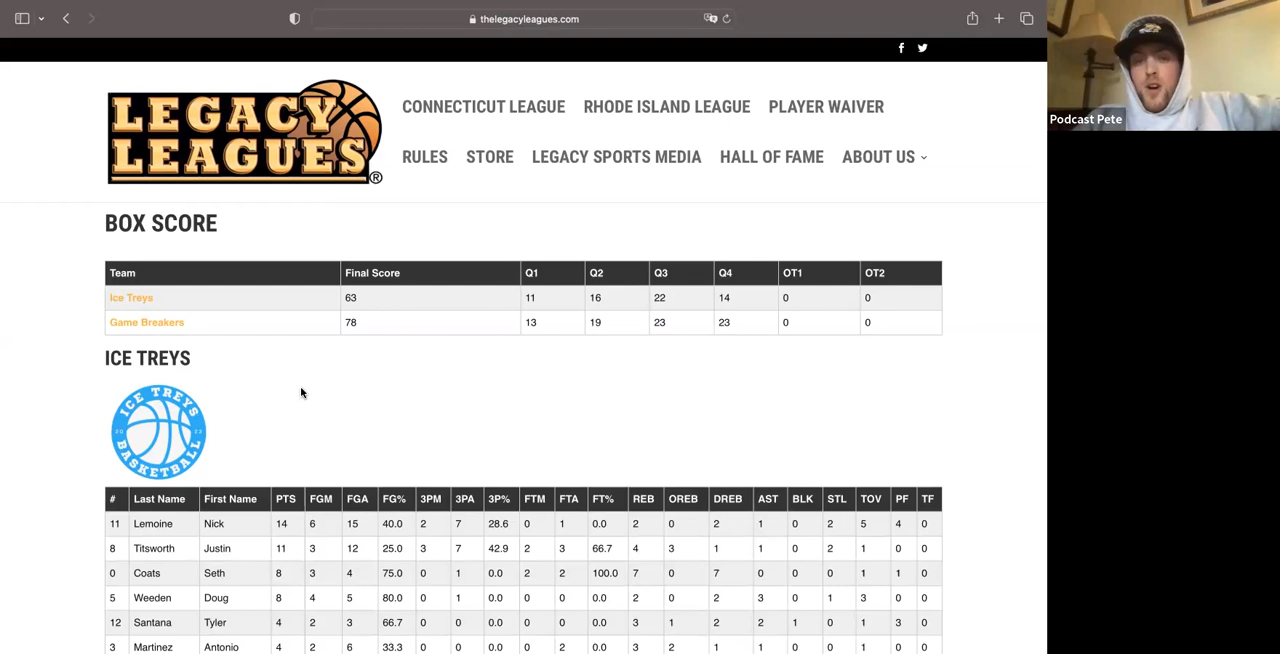 thelegacyleagues.com
LEGACY
LEAGUES®
CONNECTICUT LEAGUE RHODE ISLAND LEAGUE PLAYER WAIVER
RULES STORE LEGACY SPORTS MEDIA HALL OF FAME ABOUT US
Podcast Pete
BOX SCORE
Team Final Score Q1 Q2 Q3 Q4 OT1 OT2
Ice Treys 63 11 16 22 14 0 0
Game Breakers 78 13 19 23 23 0 0
ICE TREYS
ICE TREYS
20 23
BASKETBALL
# Last Name First Name PTS FGM FGA FG% 3PM 3PA 3P% FTM FTA FT% REB OREB DREB AST BLK STL TOV PF TF
11 Lemoine Nick 14 6 15 40.0 2 7 28.6 0 1 0.0 2 0 2 1 0 2 5 4 0
8 Titsworth Justin 11 3 12 25.0 3 7 42.9 2 3 66.7 4 3 1 1 0 2 1 0 0
0 Coats Seth 8 3 4 75.0 0 1 0.0 2 2 100.0 7 0 7 0 0 0 1 1 0
5 Weeden Doug 8 4 5 80.0 0 1 0.0 0 0 0.0 2 0 2 3 0 1 3 0 0
12 Santana Tyler 4 2 3 66.7 0 0 0.0 0 0 0.0 3 1 2 2 1 0 1 3 0
3 Martinez Antonio 4 2 6 33.3 0 0 0.0 0 2 0.0 3 2 1 1 0 0 1 0 0